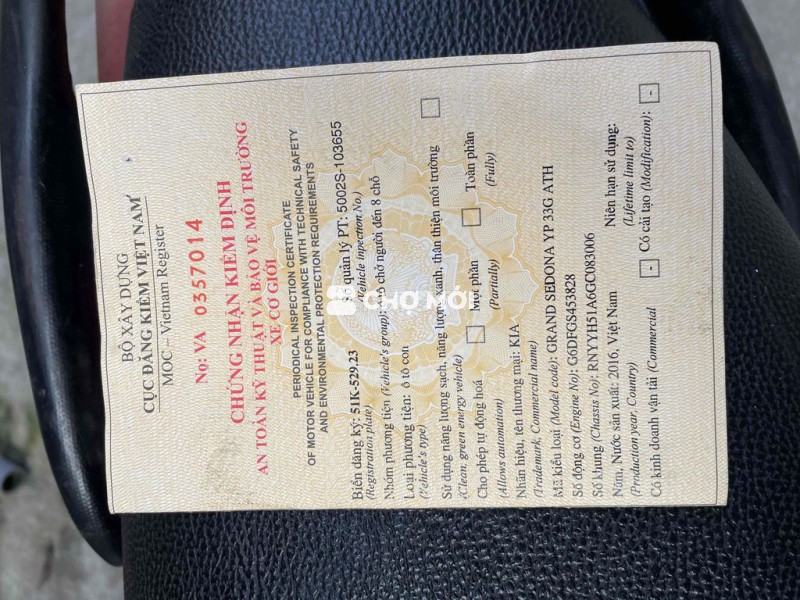 BỘ XÂY DỰNG
CỤC ĐĂNG KIỂM VIỆT NAM
MOC – Vietnam Register
No: VA 0357014
CHỨNG NHẬN KIỂM ĐỊNH
AN TOÀN KỸ THUẬT VÀ BẢO VỆ MÔI TRƯỜNG
XE CƠ GIỚI
PERIODICAL INSPECTION CERTIFICATE
OF MOTOR VEHICLE FOR COMPLIANCE WITH TECHNICAL SAFETY
AND ENVIRONMENTAL PROTECTION REQUIREMENTS
Biển đăng ký: 51K-529.23 Số quản lý PT: 5002S-103655
(Registration plate) (Vehicle inpection No.)
Nhóm phương tiện (Vehicle's group): chở người đến 8 chỗ
Loại phương tiện: ô tô con
(Vehicle's type)
Sử dụng năng lượng sạch, năng lượng xanh, thân thiện môi trường
(Clean, green energy vehicle)
Cho phép tự động hoá Một phần Toàn phần
(Allows automation) (Partially) (Fully)
Nhãn hiệu, tên thương mại: KIA
(Trademark, Commercial name)
Mã kiểu loại (Model code): GRAND SEDONA YP 33G ATH
Số động cơ (Engine No): G6DFGS453828
Số khung (Chassis No): RNYYH51A6GC083006
Năm, Nước sản xuất: 2016, Việt Nam Niên hạn sử dụng:
(Production year, Country) (Lifetime limit to)
Có kinh doanh vận tải (Commercial - Có cải tạo (Modification): -
CHỢ MỚI